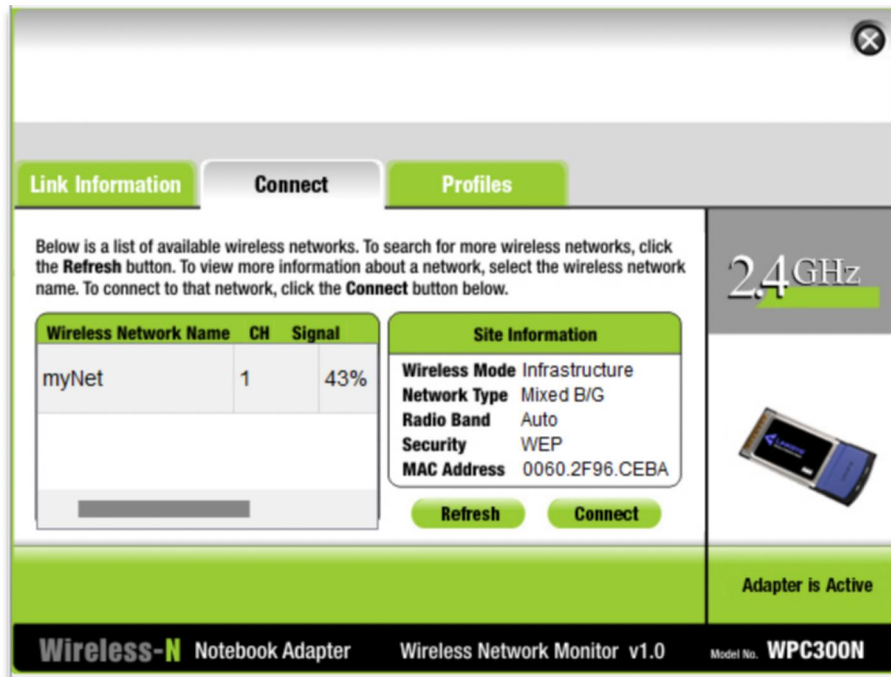 Link Information
Connect
Profiles
Below is a list of available wireless networks. To search for more wireless networks, click
the Refresh button. To view more information about a network, select the wireless network
name. To connect to that network, click the Connect button below.
2.4GHz
Wireless Network Name CH Signal
myNet 1 43%
Site Information
Wireless Mode Infrastructure
Network Type Mixed B/G
Radio Band Auto
Security WEP
MAC Address 0060.2F96.CEBA
Refresh
Connect
Adapter is Active
Wireless-N Notebook Adapter Wireless Network Monitor v1.0 Model No. WPC300N